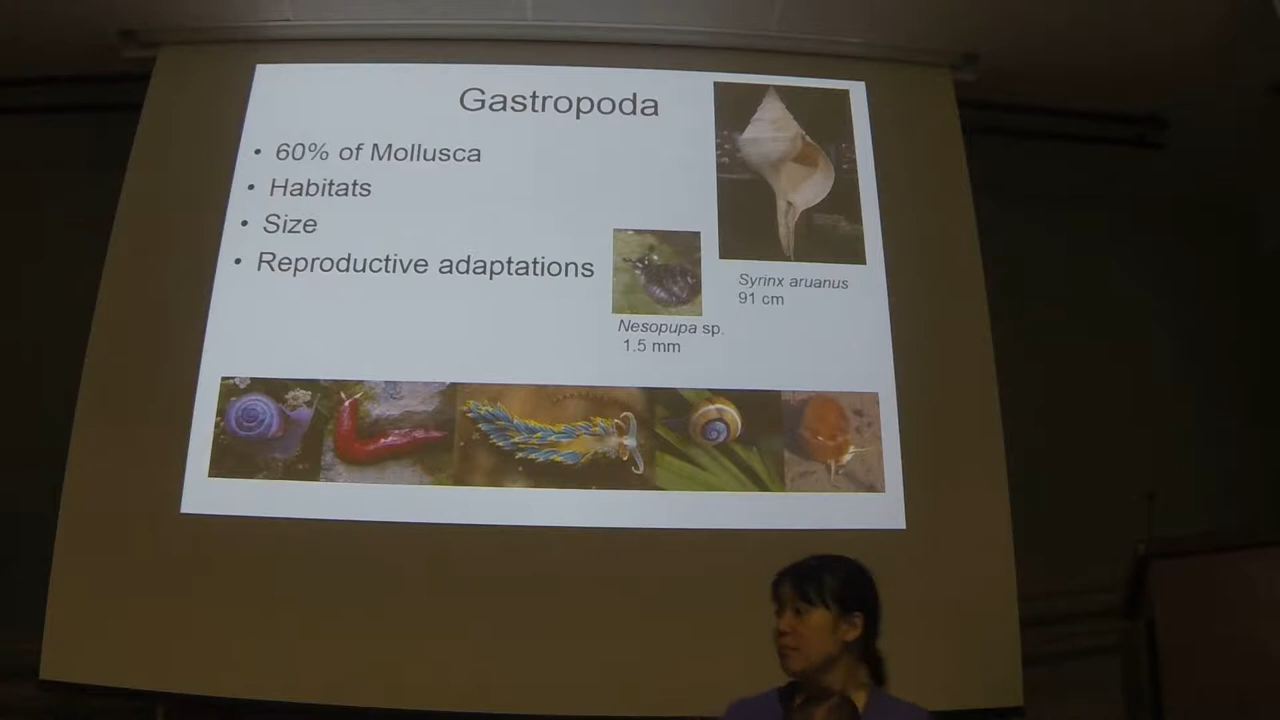 Gastropoda
• 60% of Mollusca
• Habitats
• Size
• Reproductive adaptations
Syrinx aruanus
91 cm
Nesopupa sp.
1.5 mm